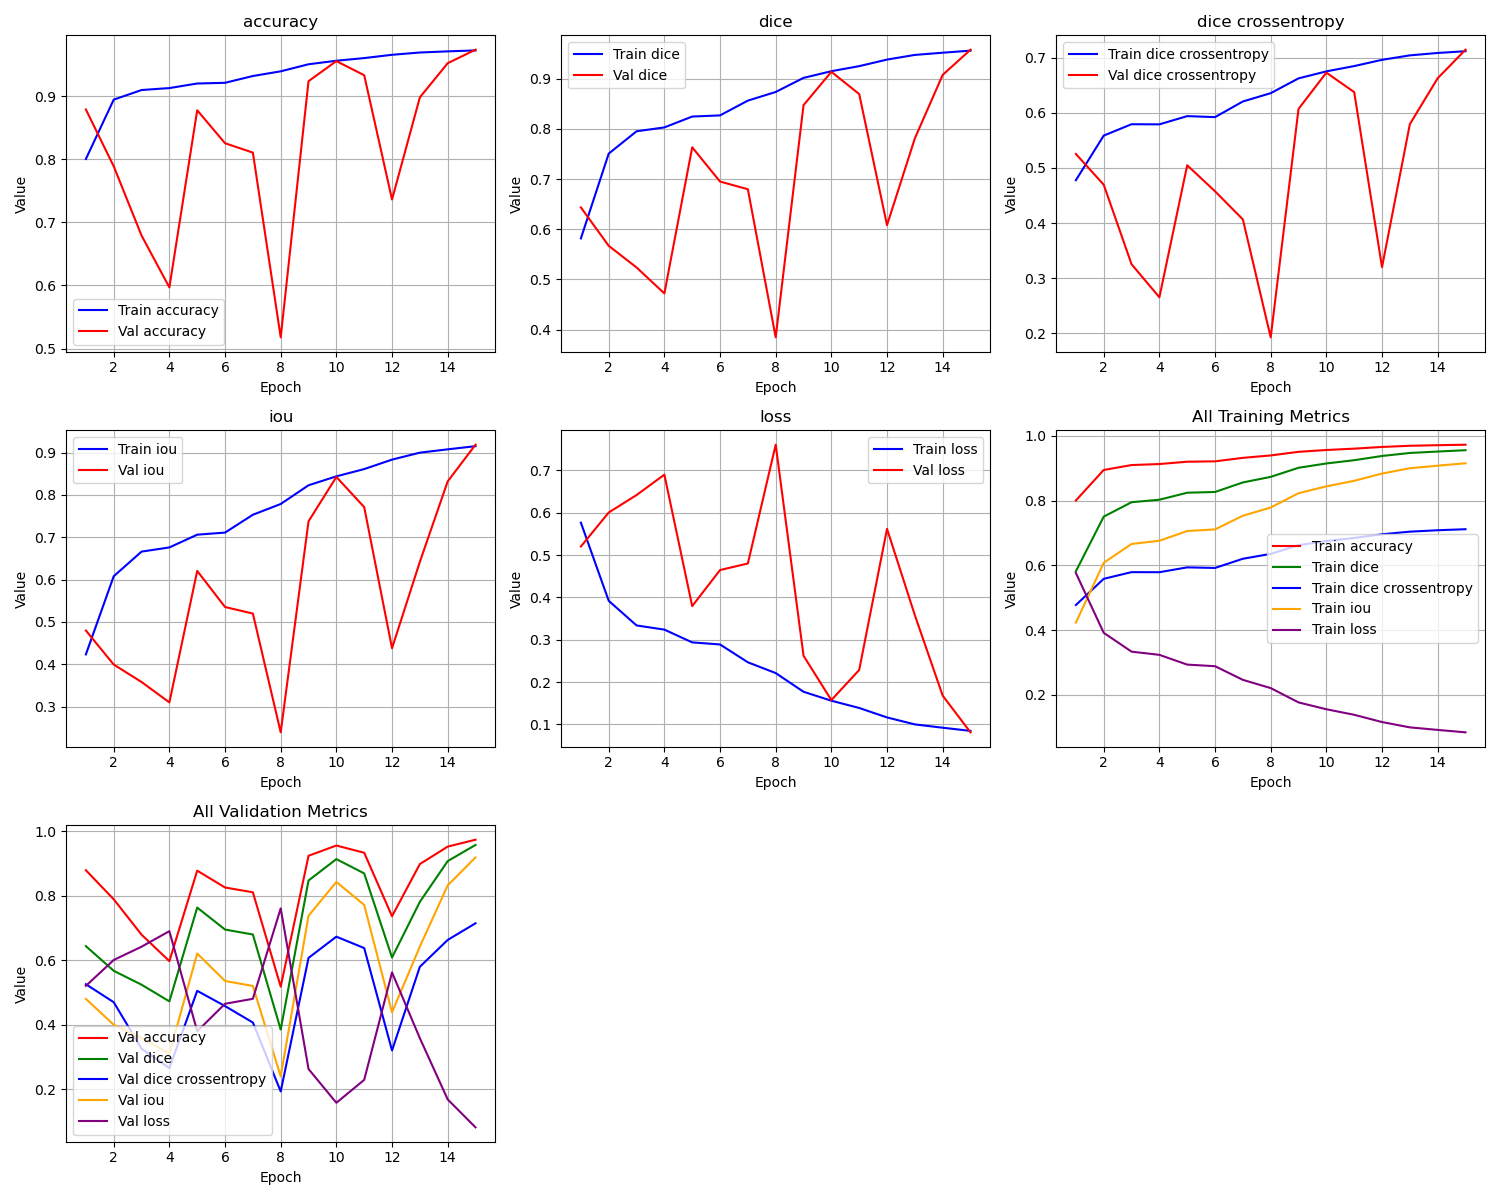 accuracy
Value
0.9
0.8
0.7
0.6
0.5
Train accuracy
Val accuracy
2 4 6 8 10 12 14
Epoch
dice
Value
0.9
0.8
0.7
0.6
0.5
0.4
Train dice
Val dice
2 4 6 8 10 12 14
Epoch
dice crossentropy
Value
0.7
0.6
0.5
0.4
0.3
0.2
Train dice crossentropy
Val dice crossentropy
2 4 6 8 10 12 14
Epoch
iou
Value
0.9
0.8
0.7
0.6
0.5
0.4
0.3
Train iou
Val iou
2 4 6 8 10 12 14
Epoch
loss
Value
0.7
0.6
0.5
0.4
0.3
0.2
0.1
Train loss
Val loss
2 4 6 8 10 12 14
Epoch
All Training Metrics
Value
1.0
0.8
0.6
0.4
0.2
Train accuracy
Train dice
Train dice crossentropy
Train iou
Train loss
2 4 6 8 10 12 14
Epoch
All Validation Metrics
Value
1.0
0.8
0.6
0.4
0.2
Val accuracy
Val dice
Val dice crossentropy
Val iou
Val loss
2 4 6 8 10 12 14
Epoch